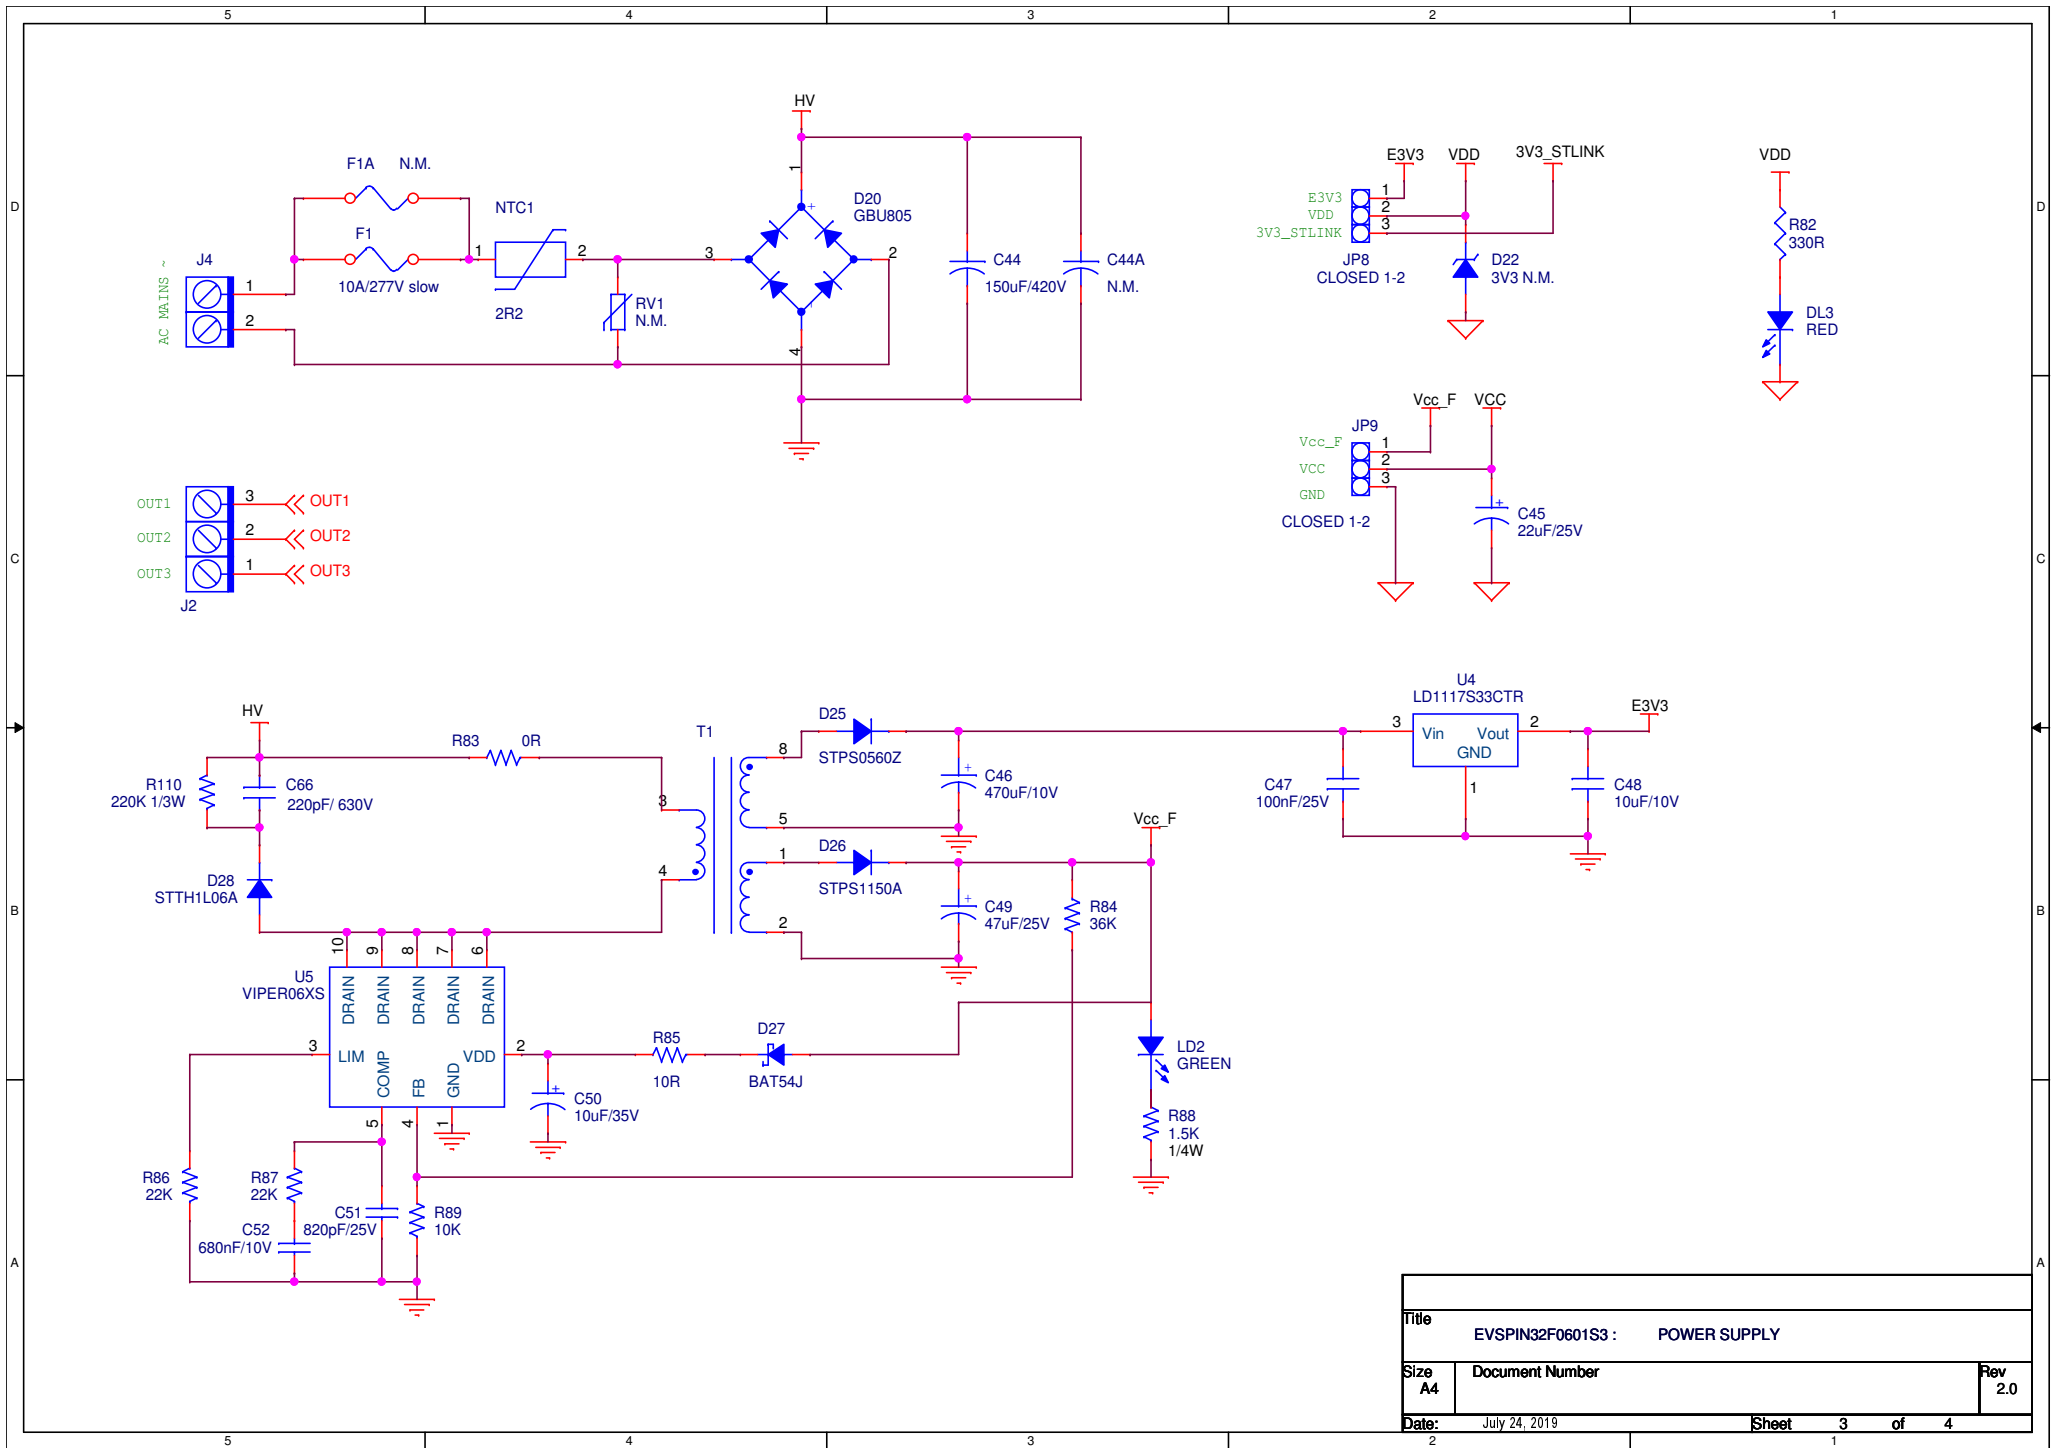 5 4 3 2 1
D
C
B
A
D
C
B
A
HV
F1A N.M.
F1
10A/277V slow
J4
AC MAINS ~
1
2
NTC1
1 2
2R2
RV1
N.M.
D20
GBU805
+
1
2
3
4
C44
150uF/420V
C44A
N.M.
E3V3 VDD 3V3_STLINK
E3V3 1
VDD 2
3V3_STLINK 3
JP8
CLOSED 1-2
D22
3V3 N.M.
VDD
R82
330R
DL3
RED
Vcc_F VCC
JP9
Vcc_F 1
VCC 2
GND 3
CLOSED 1-2
+
C45
22uF/25V
OUT1 3 OUT1
OUT2 2 OUT2
OUT3 1 OUT3
J2
HV
R83 0R
R110
220K 1/3W
C66
220pF/ 630V
D28
STTH1L06A
T1
3
4
8
5
1
2
D25
STPS0560Z
+
C46
470uF/10V
D26
STPS1150A
+
C49
47uF/25V
Vcc_F
R84
36K
U4
LD1117S33CTR
3 Vin Vout 2
GND
1
E3V3
C47
100nF/25V
C48
10uF/10V
U5
VIPER06XS
10 9 8 7 6
DRAIN DRAIN DRAIN DRAIN DRAIN
3 LIM
VDD 2
COMP FB GND
5 4 1
R85
10R
D27
BAT54J
+
C50
10uF/35V
LD2
GREEN
R88
1.5K
1/4W
R86
22K
R87
22K
C52
680nF/10V
C51
820pF/25V
R89
10K
Title
EVSPIN32F0601S3 : POWER SUPPLY
Size Document Number Rev
A4 2.0
Date: July 24, 2019 Sheet 3 of 4
5 4 3 2 1